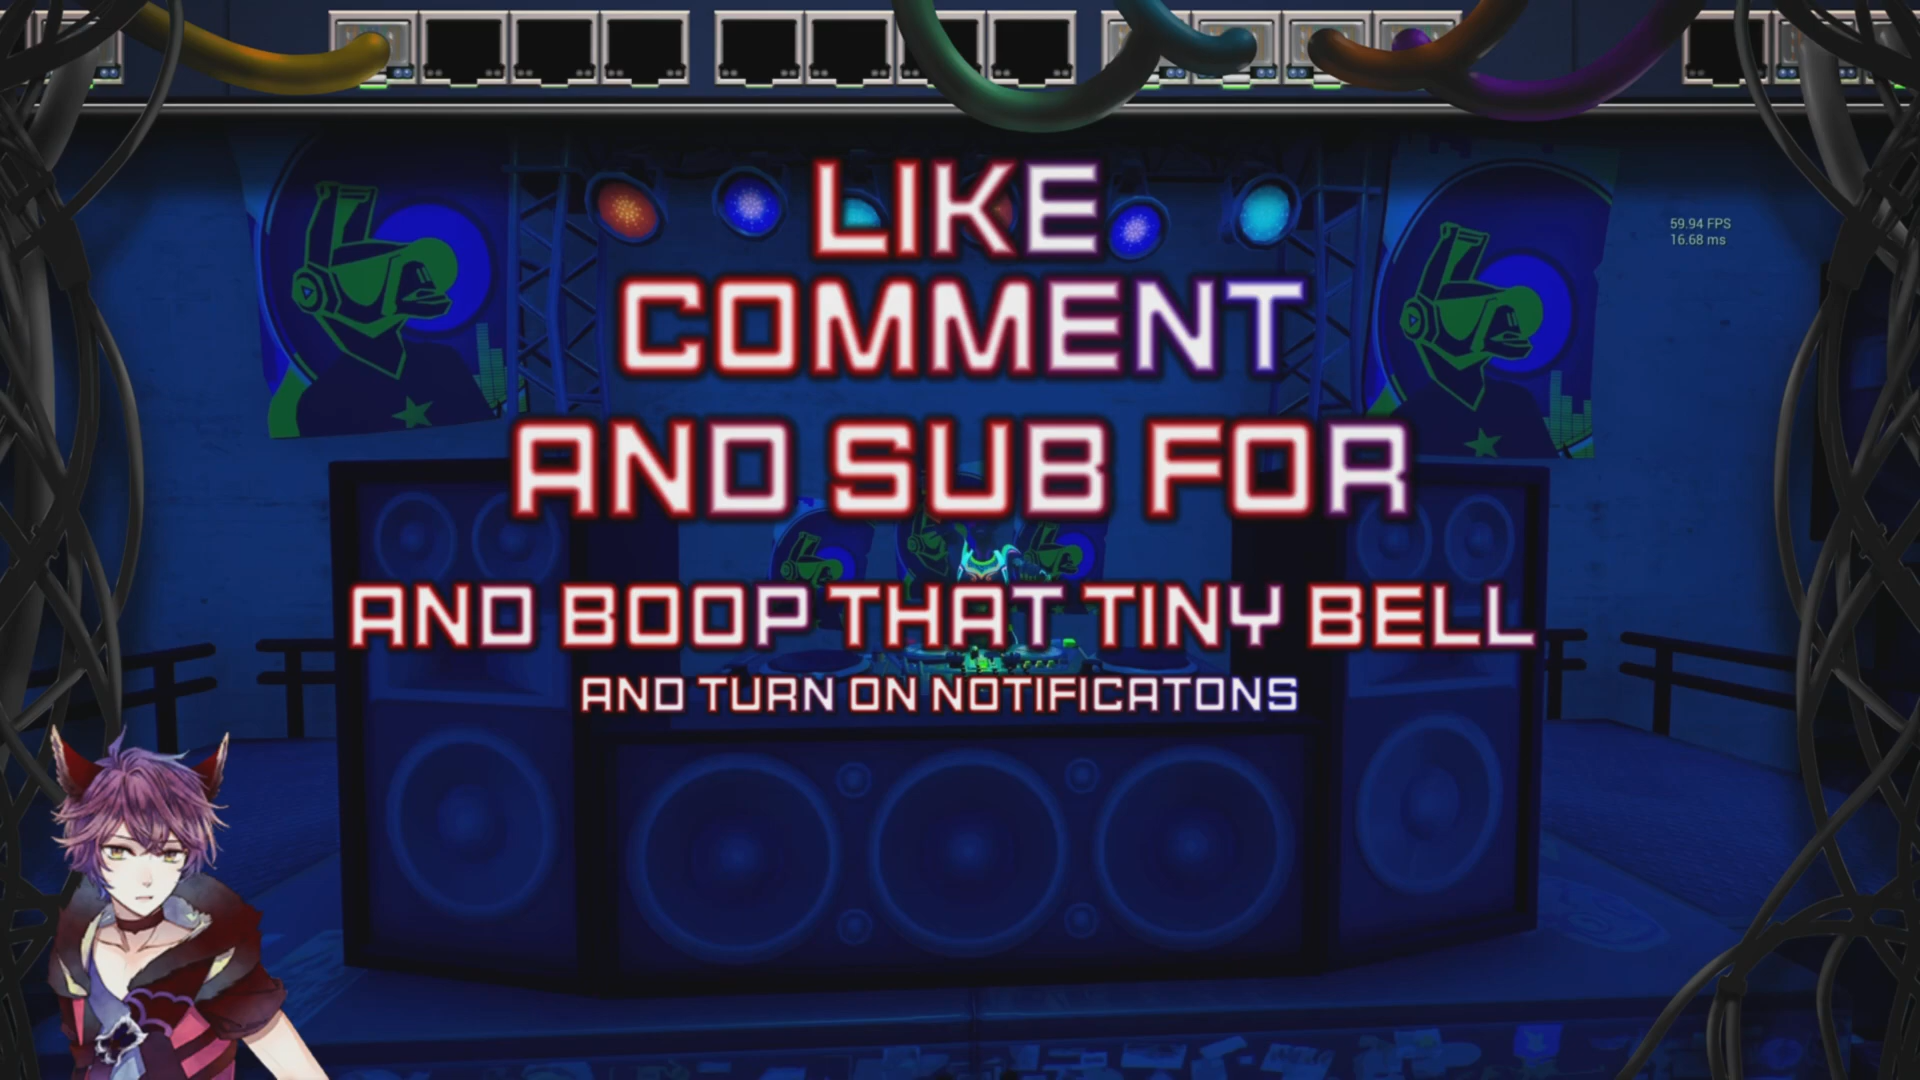 LIKE
COMMENT
59.94 FPS
16.68 ms
AND SUB FOR
AND BOOP THAT TINY BELL
AND TURN ON NOTIFICATONS